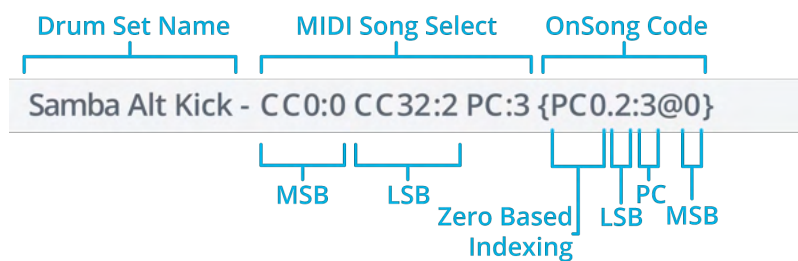 Drum Set Name MIDI Song Select OnSong Code
Samba Alt Kick - CC0:0 CC32:2 PC:3 {PC0.2:3@0}
MSB LSB PC
Zero Based LSB MSB
Indexing